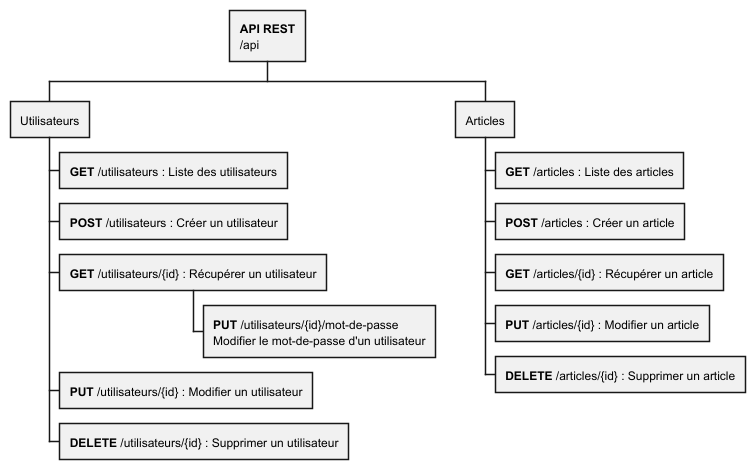 API REST
/api
Utilisateurs
GET /utilisateurs : Liste des utilisateurs
POST /utilisateurs : Créer un utilisateur
GET /utilisateurs/{id} : Récupérer un utilisateur
PUT /utilisateurs/{id}/mot-de-passe
Modifier le mot-de-passe d'un utilisateur
PUT /utilisateurs/{id} : Modifier un utilisateur
DELETE /utilisateurs/{id} : Supprimer un utilisateur
Articles
GET /articles : Liste des articles
POST /articles : Créer un article
GET /articles/{id} : Récupérer un article
PUT /articles/{id} : Modifier un article
DELETE /articles/{id} : Supprimer un article